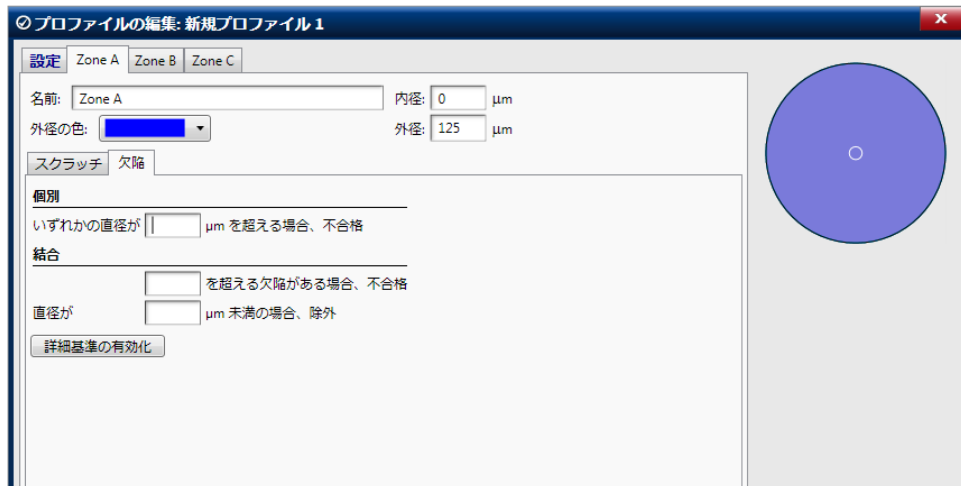 プロファイルの編集: 新規プロファイル 1
設定 Zone A Zone B Zone C
名前: Zone A 内径: 0 µm
外径の色: 外径: 125 µm
スクラッチ 欠陥
個別
いずれかの直径が µm を超える場合、不合格
結合
を超える欠陥がある場合、不合格
直径が µm 未満の場合、除外
詳細基準の有効化